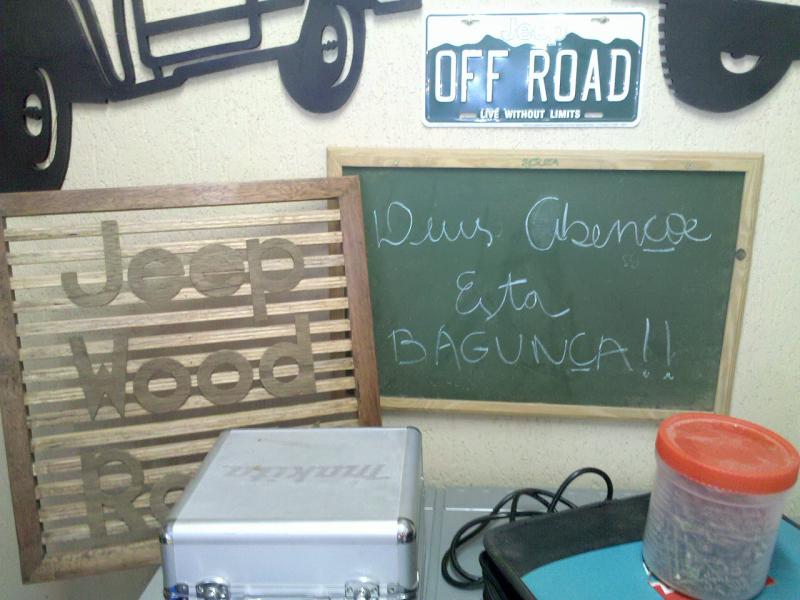 Jeep
OFF ROAD
LIVE WITHOUT LIMITS
Deus Abençoe
Esta
BAGUNÇA!!
Jeep
Wood
makita